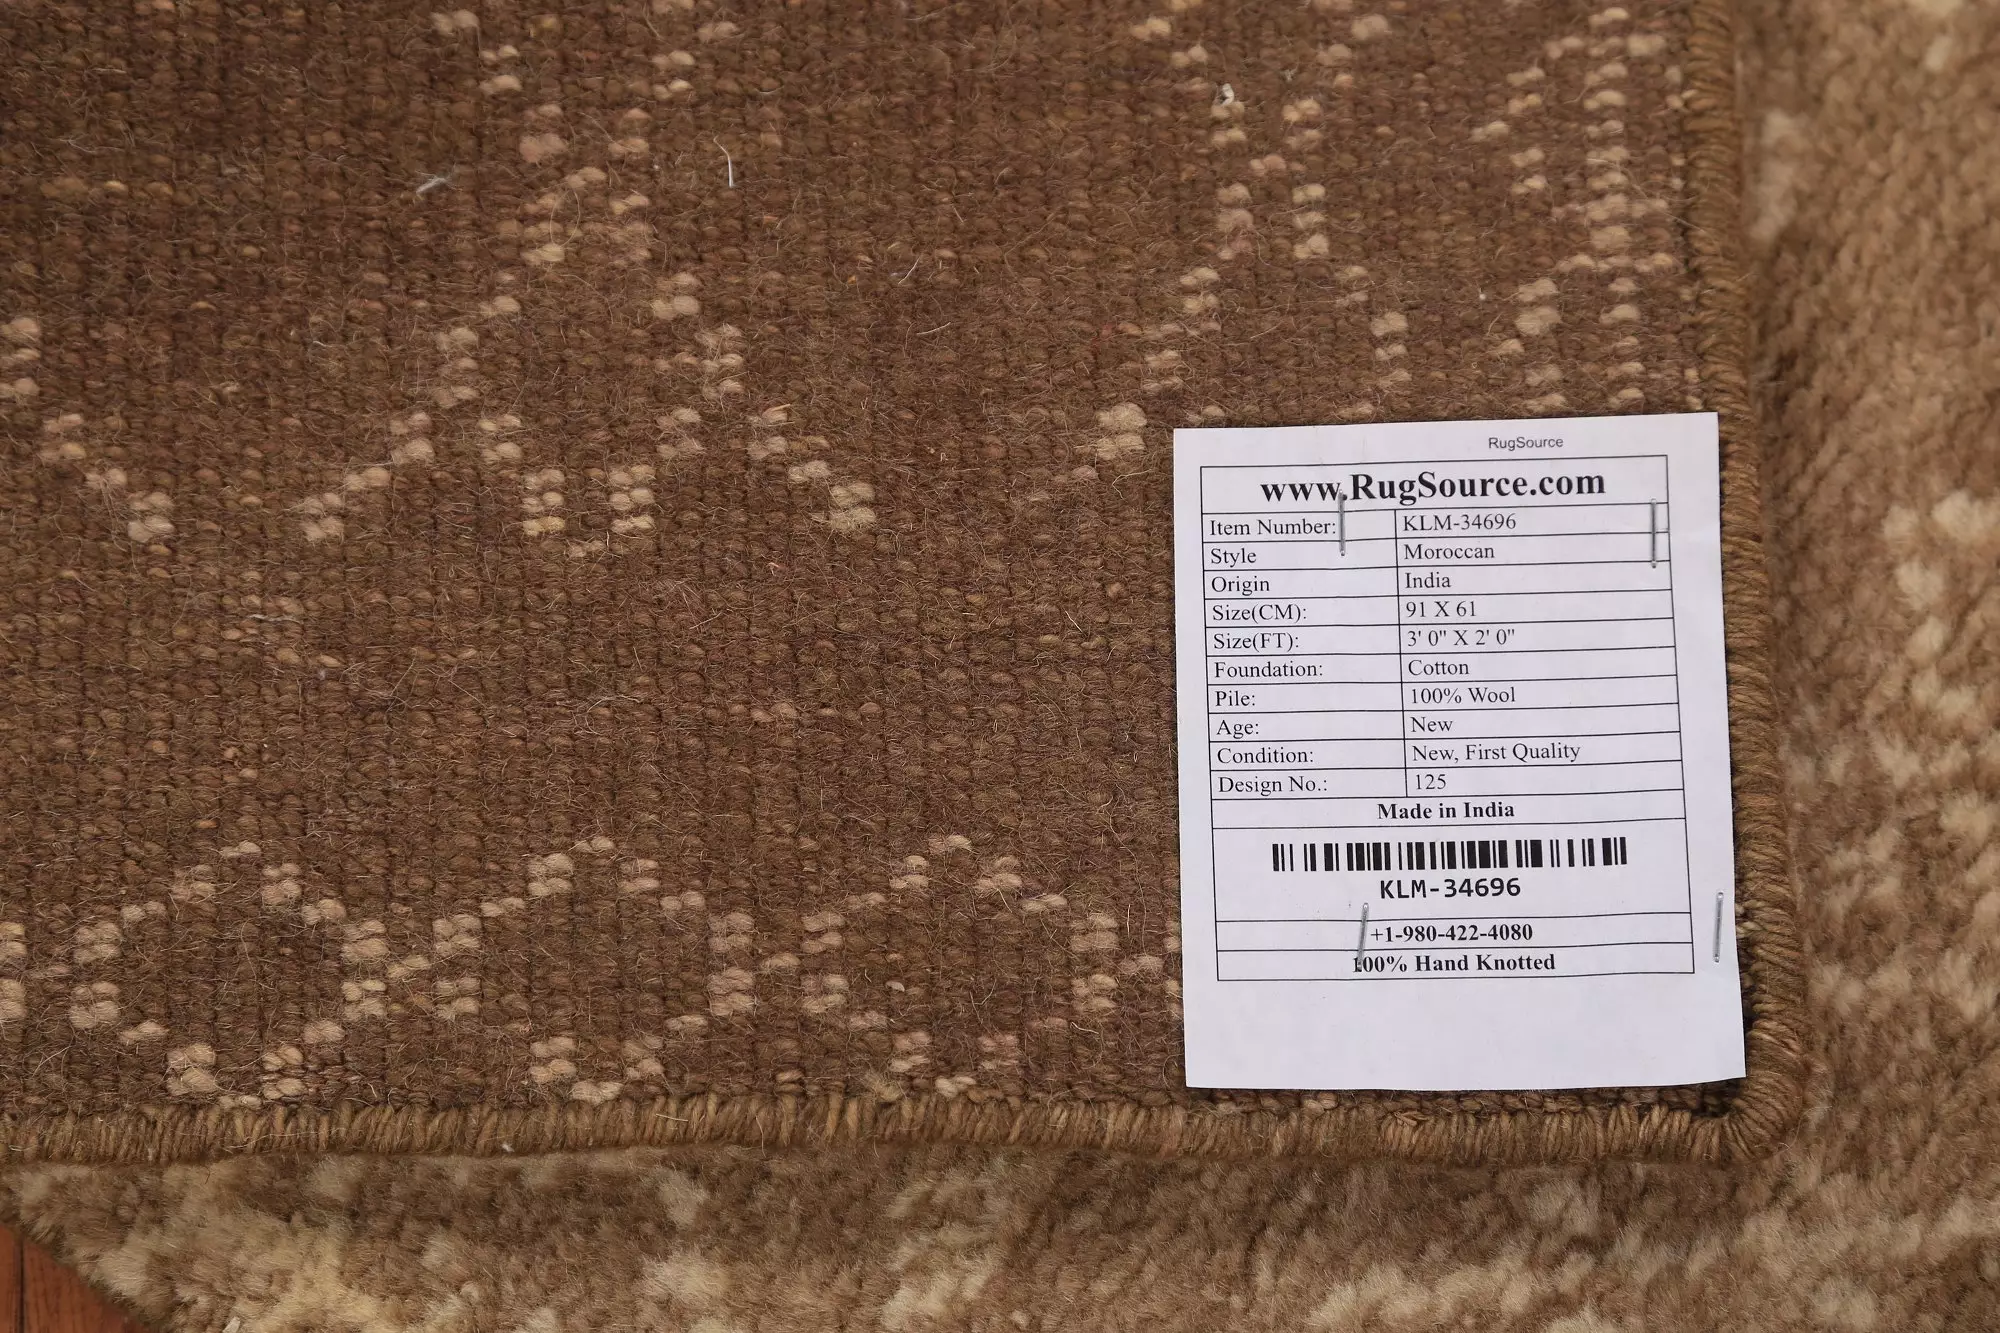 RugSource
www.RugSource.com
Item Number: KLM-34696
Style Moroccan
Origin India
Size(CM): 91 X 61
Size(FT): 3' 0" X 2' 0"
Foundation: Cotton
Pile: 100% Wool
Age: New
Condition: New, First Quality
Design No.: 125
Made in India
KLM-34696
+1-980-422-4080
100% Hand Knotted